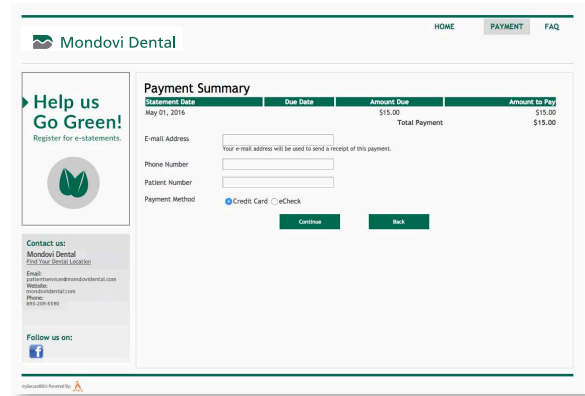 HOME PAYMENT FAQ
Mondovi Dental
Help us
Go Green!
Register for e-statements.
Payment Summary
Statement Date Due Date Amount Due Amount to Pay
May 01, 2016 $15.00 $15.00
Total Payment $15.00
E-mail Address
Your e-mail address will be used to send a receipt of this payment.
Phone Number
Patient Number
Payment Method Credit Card eCheck
Continue Back
Contact us:
Mondovi Dental
Find Your Dental Location
Email:
patientservices@mondovidental.com
Website:
mondovidental.com
Phone:
Follow us on:
Powered By: